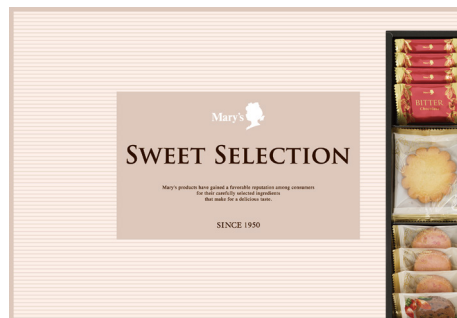 Mary's
SWEET SELECTION
Mary's products have gained a favorable reputation among consumers
for their carefully selected ingredients
that make for a delicious taste.
SINCE 1950
BITTER